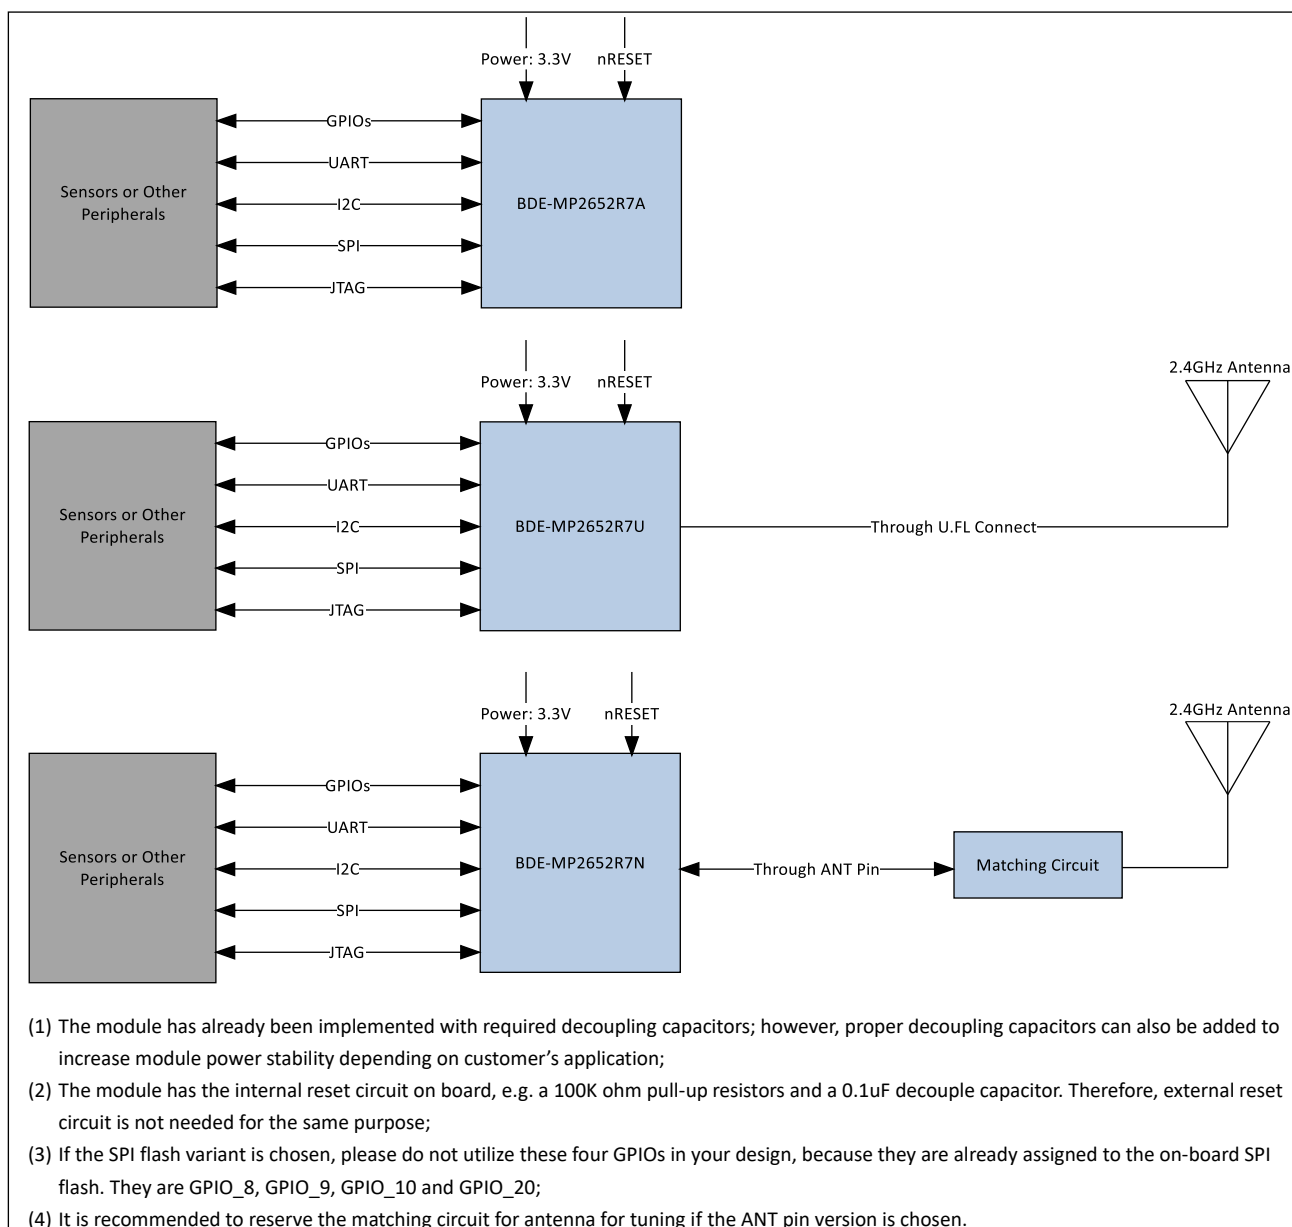 Power: 3.3V nRESET
GPIOs
UART
Sensors or Other
Peripherals
I2C
BDE-MP2652R7A
SPI
JTAG
Power: 3.3V nRESET
2.4GHz Antenna
GPIOs
UART
Sensors or Other
Peripherals
I2C
BDE-MP2652R7U
Through U.FL Connect
SPI
JTAG
Power: 3.3V nRESET
2.4GHz Antenna
GPIOs
UART
Sensors or Other
Peripherals
I2C
BDE-MP2652R7N
Through ANT Pin
Matching Circuit
SPI
JTAG
(1) The module has already been implemented with required decoupling capacitors; however, proper decoupling capacitors can also be added to
increase module power stability depending on customer’s application;
(2) The module has the internal reset circuit on board, e.g. a 100K ohm pull-up resistors and a 0.1uF decouple capacitor. Therefore, external reset
circuit is not needed for the same purpose;
(3) If the SPI flash variant is chosen, please do not utilize these four GPIOs in your design, because they are already assigned to the on-board SPI
flash. They are GPIO_8, GPIO_9, GPIO_10 and GPIO_20;
(4) It is recommended to reserve the matching circuit for antenna for tuning if the ANT pin version is chosen.